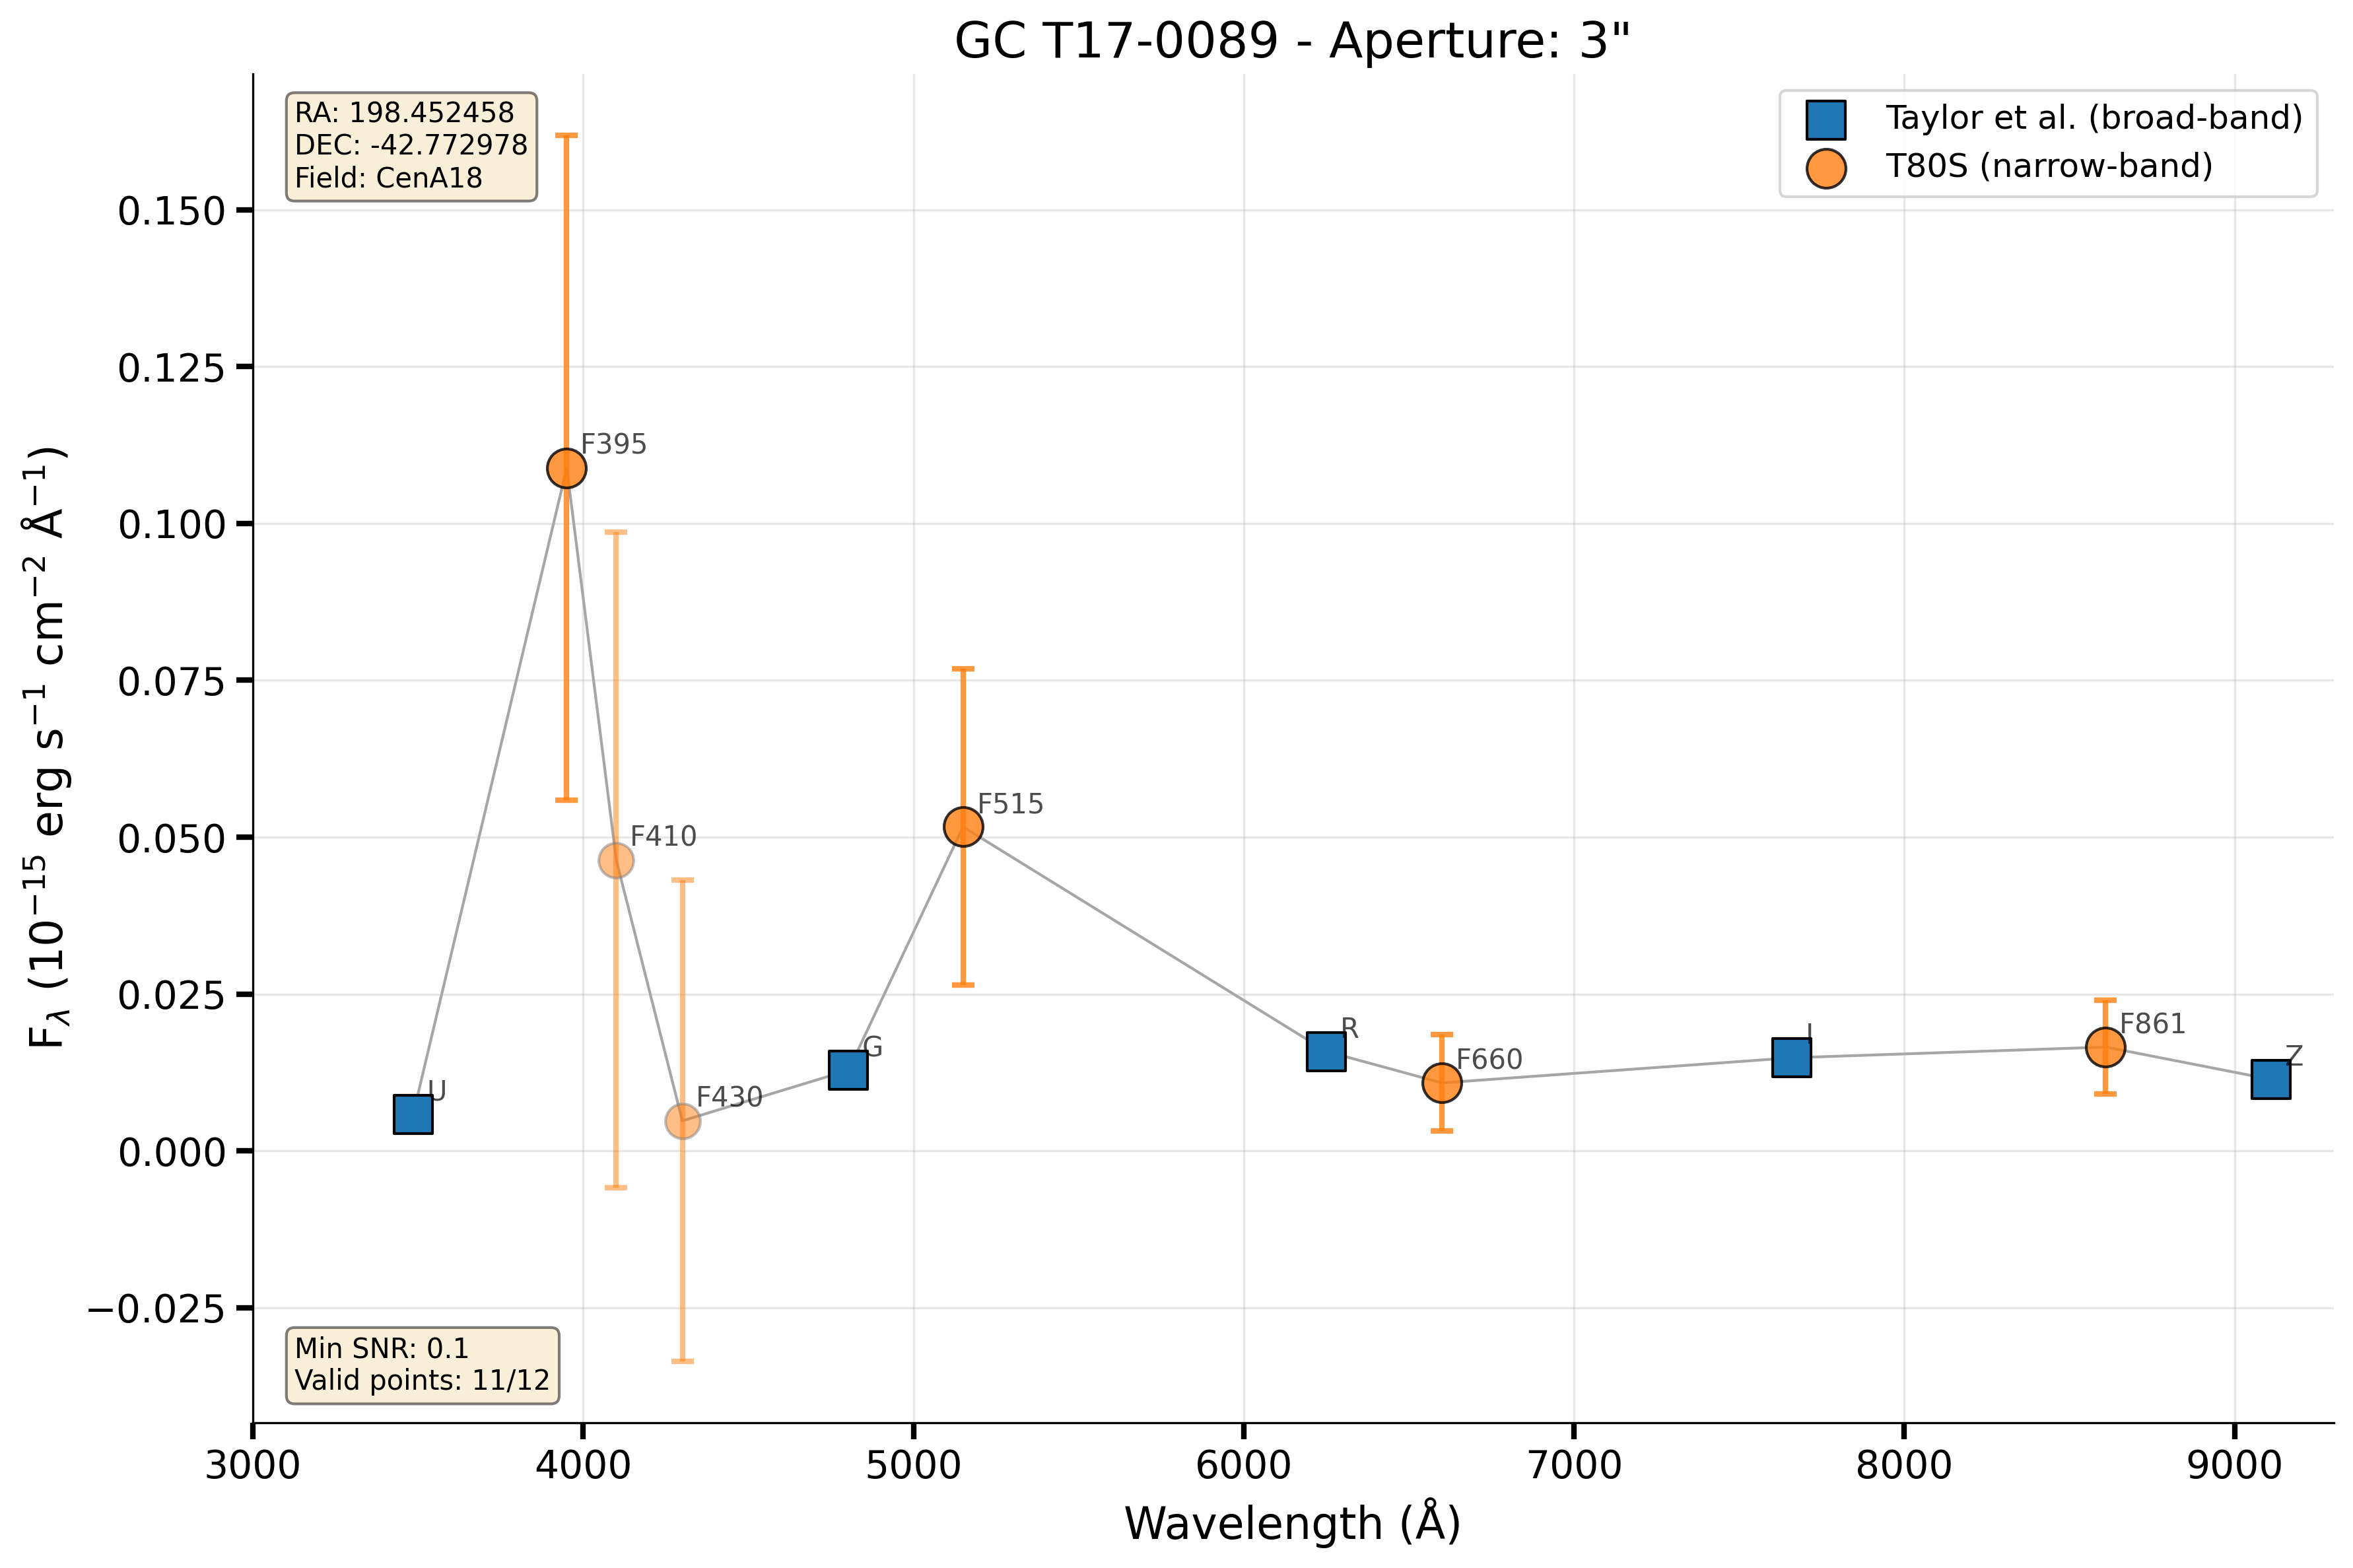 GC T17-0089 - Aperture: 3"
RA: 198.452458
DEC: -42.772978
Field: CenA18
Taylor et al. (broad-band)
T80S (narrow-band)
F_λ (10⁻¹⁵ erg s⁻¹ cm⁻² Å⁻¹)
0.150
0.125
0.100
0.075
0.050
0.025
0.000
−0.025
U
F395
F410
F430
G
F515
R
F660
I
F861
Z
Min SNR: 0.1
Valid points: 11/12
3000 4000 5000 6000 7000 8000 9000
Wavelength (Å)